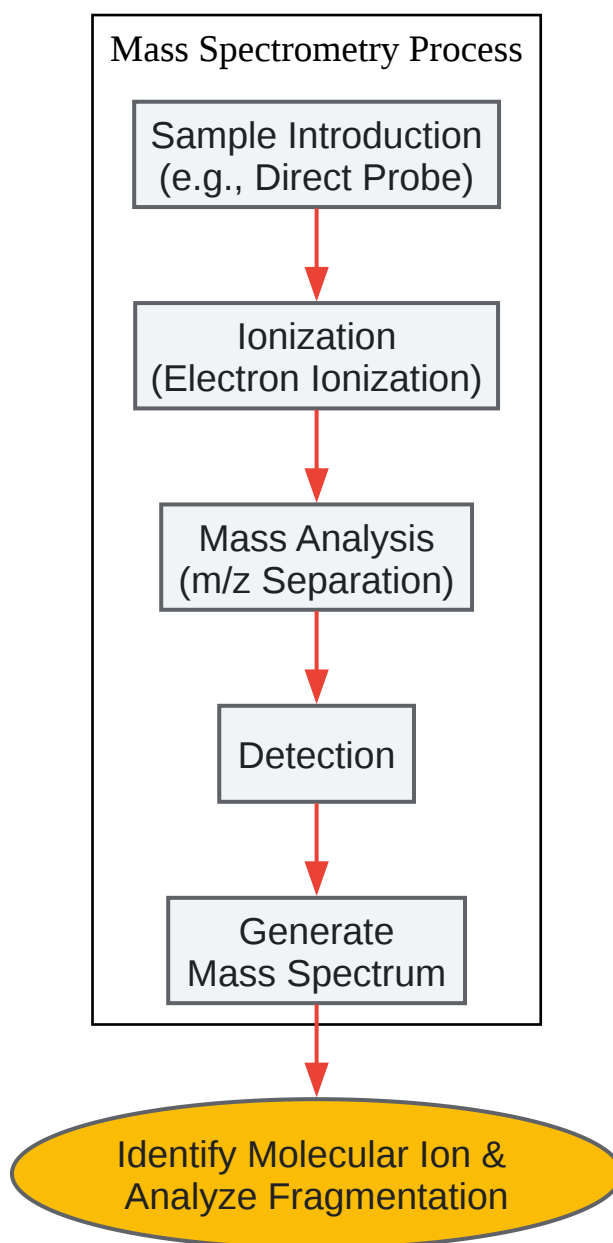 Mass Spectrometry Process
Sample Introduction
(e.g., Direct Probe)
Ionization
(Electron Ionization)
Mass Analysis
(m/z Separation)
Detection
Generate
Mass Spectrum
Identify Molecular Ion &
Analyze Fragmentation